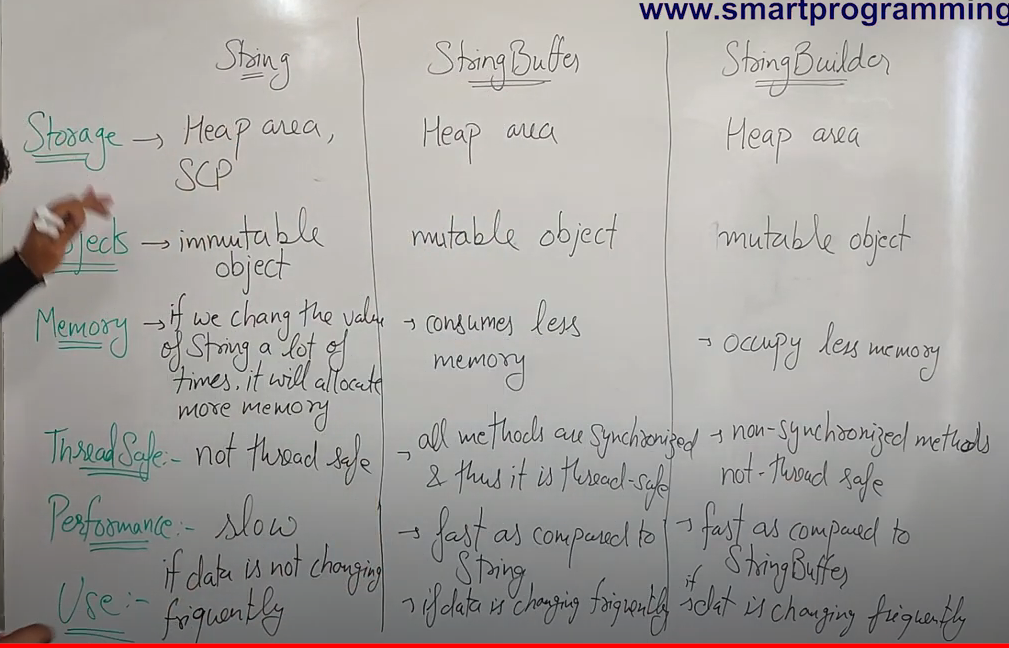 www.smartprogramming
String
StringBuffer
StringBuilder
Storage → Heap area,
SCP
Heap area
Heap area
jects → immutable
object
mutable object
mutable object
Memory → if we chang the value
of String a lot of
times, it will allocate
more memory
→ consumes less
memory
→ occupy less memory
ThreadSafe:- not thread safe
→ all methods are synchronized
& thus it is thread-safe
→ non-synchronized methods
not-thread safe
Performance:- slow
→ fast as compared to
String
→ fast as compared to
StringBuffer
Use:- if data is not changing
friquently
→ if data is changing friquently
→ if dat is changing friquently